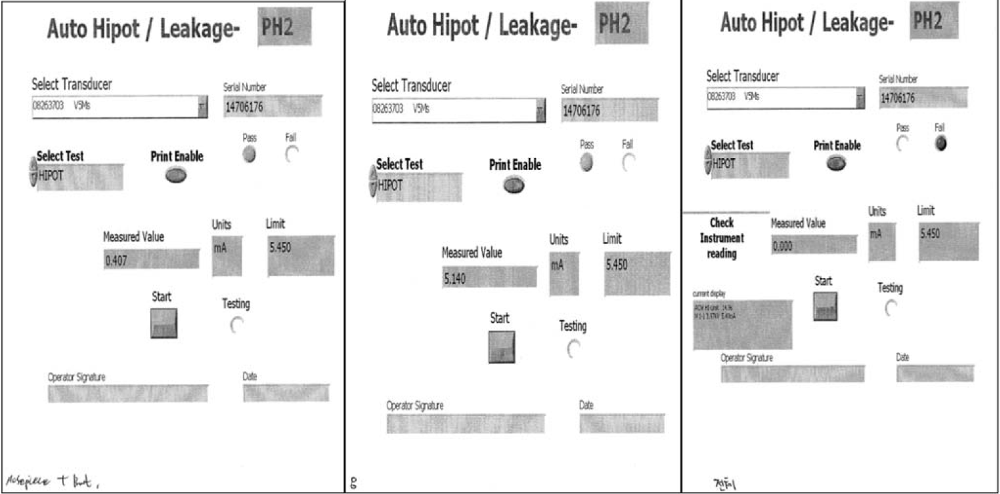 Auto Hipot / Leakage- PH2
Select Transducer
Serial Number
08263703 V5Ms
14706176
Pass
Fail
Select Test
Print Enable
HIPOT
Units
Limit
Measured Value
mA
5.450
0.407
Start
Testing
Operator Signature
Date
Auto Hipot / Leakage- PH2
Select Transducer
Serial Number
08263703 V5Ms
14706176
Pass
Fail
Select Test
Print Enable
HIPOT
Units
Limit
Measured Value
mA
5.450
5.140
Start
Testing
Operator Signature
Date
Auto Hipot / Leakage- PH2
Select Transducer
Serial Number
08263703 V5Ms
14706176
Pass
Fail
Select Test
Print Enable
HIPOT
Units
Limit
Check
Instrument
reading
Measured Value
mA
5.450
0.000
Start
Testing
current display
Operator Signature
Date
전체